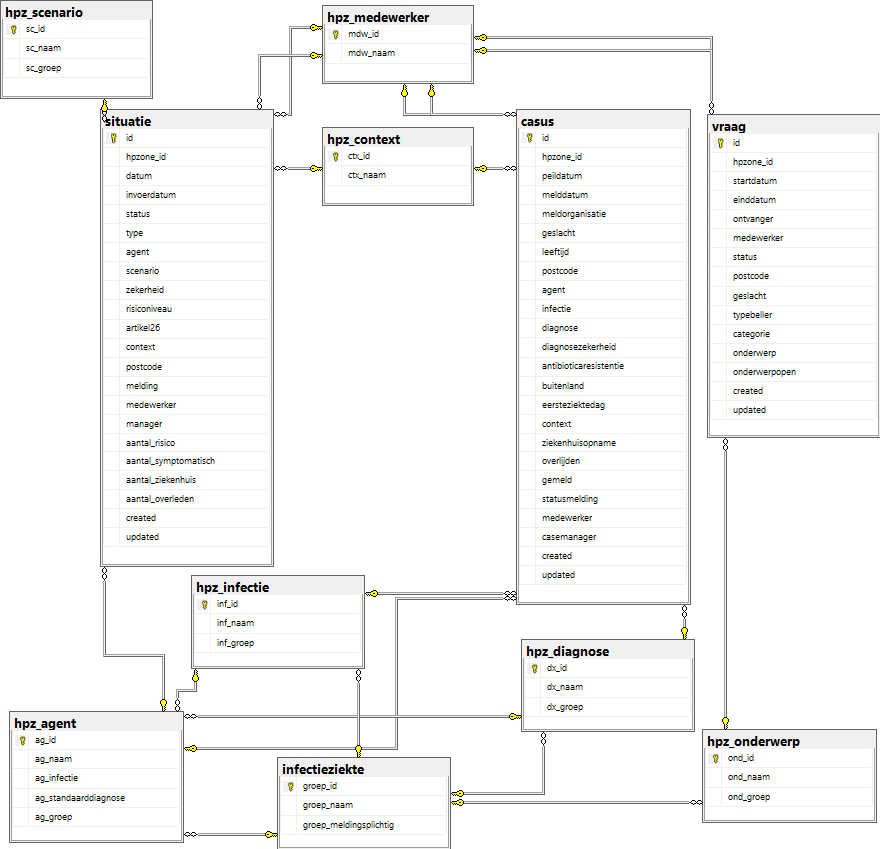 hpz_scenario
sc_id
sc_naam
sc_groep
hpz_medewerker
mdw_id
mdw_naam
situatie
id
hpzone_id
datum
invoerdatum
status
type
agent
scenario
zekerheid
risiconiveau
artikel26
context
postcode
melding
medewerker
manager
aantal_risico
aantal_symptomatisch
aantal_ziekenhuis
aantal_overleden
created
updated
hpz_context
ctx_id
ctx_naam
casus
id
hpzone_id
peildatum
melddatum
meldorganisatie
geslacht
leeftijd
postcode
agent
infectie
diagnose
diagnosezekerheid
antibioticaresistentie
buitenland
eersteziektedag
context
ziekenhuisopname
overlijden
gemeld
statusmelding
medewerker
casemanager
created
updated
vraag
id
hpzone_id
startdatum
einddatum
ontvanger
medewerker
status
postcode
geslacht
typebeller
categorie
onderwerp
onderwerpopen
created
updated
hpz_infectie
inf_id
inf_naam
inf_groep
hpz_diagnose
dx_id
dx_naam
dx_groep
hpz_agent
ag_id
ag_naam
ag_infectie
ag_standaarddiagnose
ag_groep
infectieziekte
groep_id
groep_naam
groep_meldingsplichtig
hpz_onderwerp
ond_id
ond_naam
ond_groep